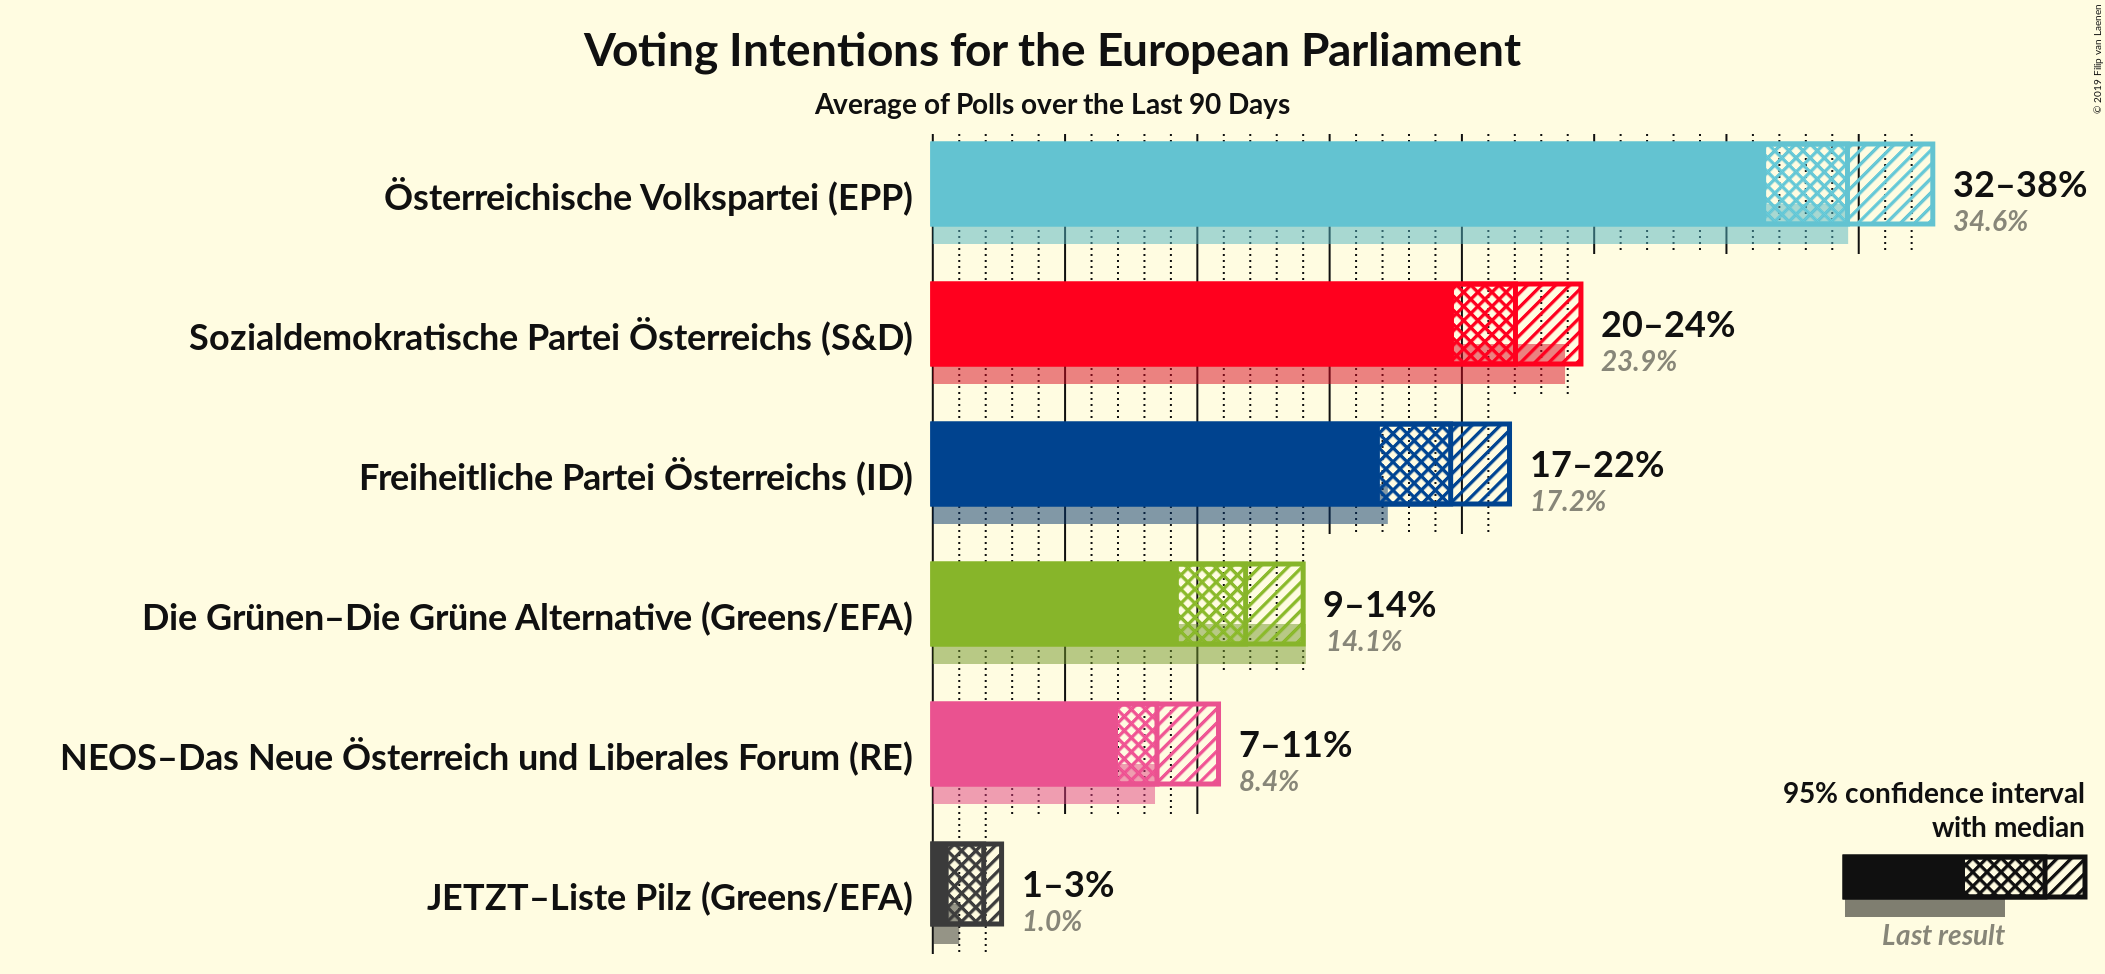 Voting Intentions for the European Parliament
Average of Polls over the Last 90 Days
© 2019 Filip van Laenen
Österreichische Volkspartei (EPP)
32–38%
34.6%
Sozialdemokratische Partei Österreichs (S&D)
20–24%
23.9%
Freiheitliche Partei Österreichs (ID)
17–22%
17.2%
Die Grünen–Die Grüne Alternative (Greens/EFA)
9–14%
14.1%
NEOS–Das Neue Österreich und Liberales Forum (RE)
7–11%
8.4%
JETZT–Liste Pilz (Greens/EFA)
1–3%
1.0%
95% confidence interval
with median
Last result